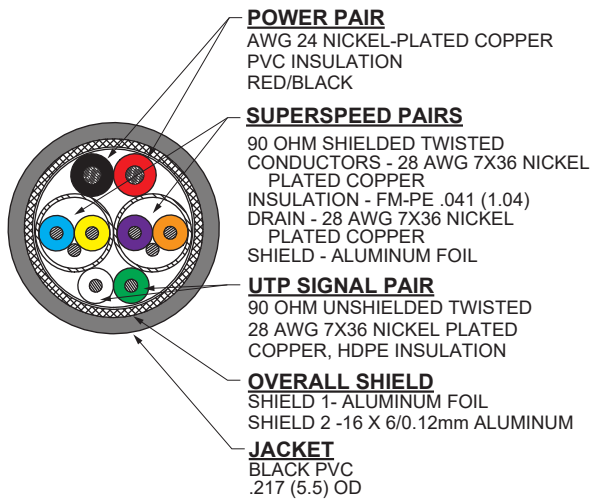 POWER PAIR
AWG 24 NICKEL-PLATED COPPER
PVC INSULATION
RED/BLACK
SUPERSPEED PAIRS
90 OHM SHIELDED TWISTED
CONDUCTORS - 28 AWG 7X36 NICKEL
PLATED COPPER
INSULATION - FM-PE .041 (1.04)
DRAIN - 28 AWG 7X36 NICKEL
PLATED COPPER
SHIELD - ALUMINUM FOIL
UTP SIGNAL PAIR
90 OHM UNSHIELDED TWISTED
28 AWG 7X36 NICKEL PLATED
COPPER, HDPE INSULATION
OVERALL SHIELD
SHIELD 1- ALUMINUM FOIL
SHIELD 2 -16 X 6/0.12mm ALUMINUM
JACKET
BLACK PVC
.217 (5.5) OD